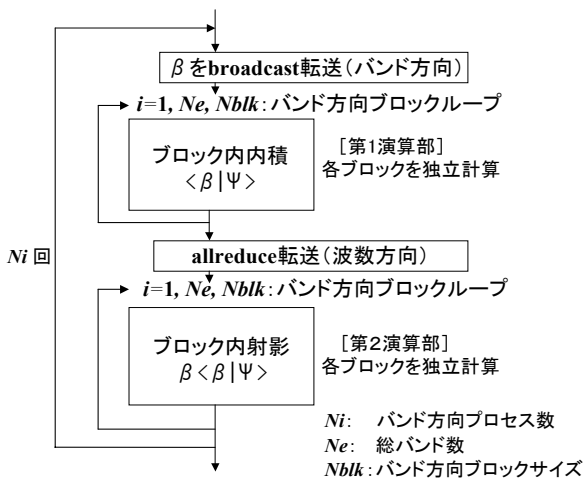 βをbroadcast転送(バンド方向)
i=1, Ne, Nblk:バンド方向ブロックループ
ブロック内内積
<β|Ψ>
[第1演算部]
各ブロックを独立計算
Ni 回
allreduce転送(波数方向)
i=1, Ne, Nblk:バンド方向ブロックループ
ブロック内射影
β<β|Ψ>
[第2演算部]
各ブロックを独立計算
Ni: バンド方向プロセス数
Ne: 総バンド数
Nblk:バンド方向ブロックサイズ